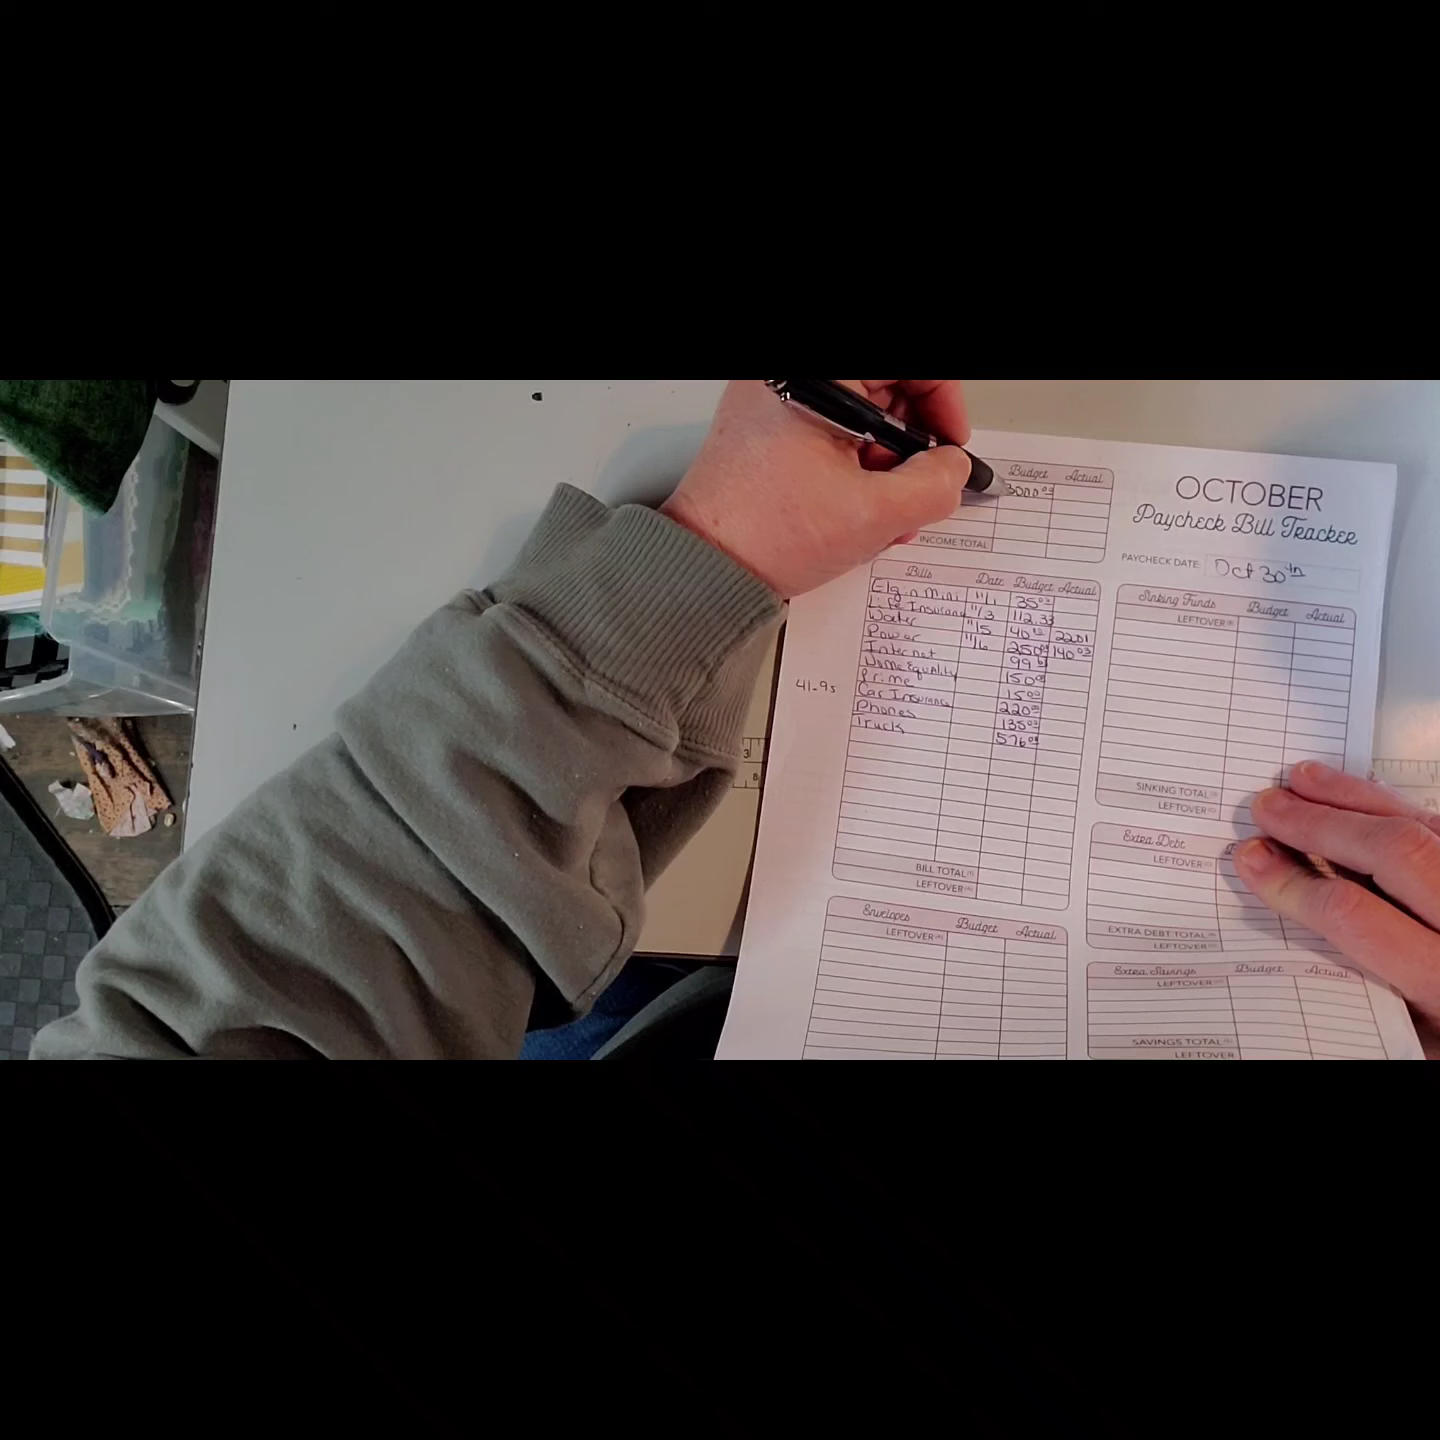 Budget Actual
3000 00
INCOME TOTAL
OCTOBER
Paycheck Bill Tracker
PAYCHECK DATE: Oct 30th
Bills Date Budget Actual
Elgin Mini 11/1 35 00
Life Insurance 11/3 112.33
Water 11/5 40 00 22.01
Power 11/6 250 00 140 03
Internet 99
Home Equality 150 00
Prime 15 00
Car Insurance 220 00
Phones 135 00
Truck 576 00
41.95
BILL TOTAL
LEFTOVER
Envelopes Budget Actual
LEFTOVER
Sinking Funds Budget Actual
LEFTOVER
SINKING TOTAL
LEFTOVER
Extra Debt
LEFTOVER
EXTRA DEBT TOTAL
LEFTOVER
Extra Savings Budget Actual
LEFTOVER
SAVINGS TOTAL
LEFTOVER
3
8